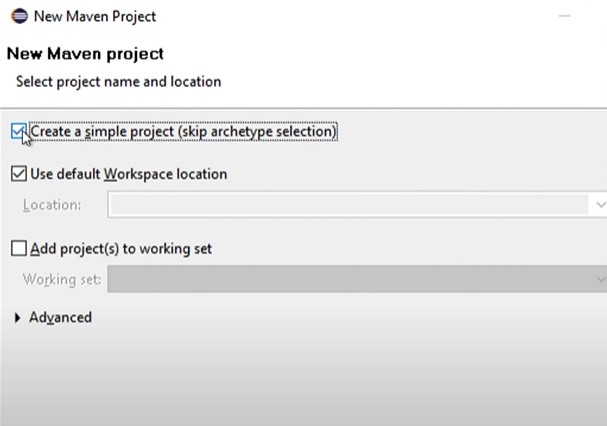 New Maven Project
New Maven project
Select project name and location
Create a simple project (skip archetype selection)
Use default Workspace location
Location:
Add project(s) to working set
Working set:
Advanced